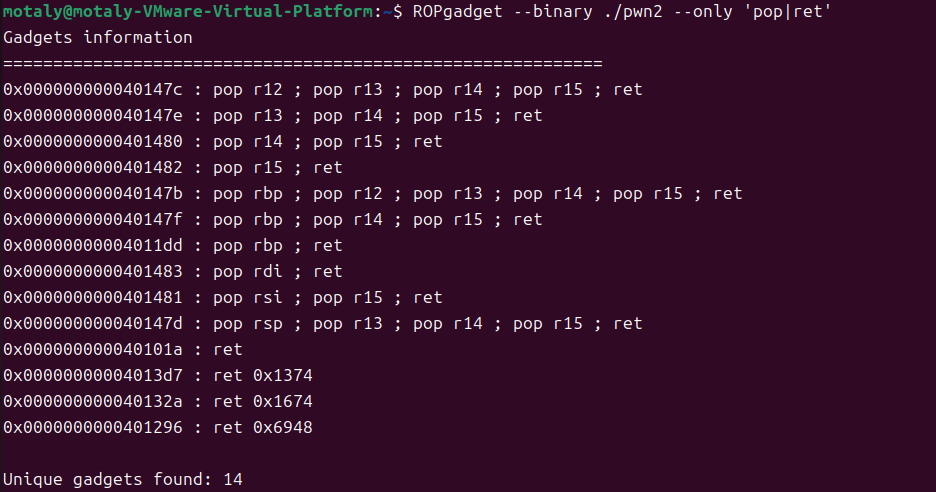 motaly@motaly-VMware-Virtual-Platform:~$ ROPgadget --binary ./pwn2 --only 'pop|ret'
Gadgets information
============================================================
0x000000000040147c : pop r12 ; pop r13 ; pop r14 ; pop r15 ; ret
0x000000000040147e : pop r13 ; pop r14 ; pop r15 ; ret
0x0000000000401480 : pop r14 ; pop r15 ; ret
0x0000000000401482 : pop r15 ; ret
0x000000000040147b : pop rbp ; pop r12 ; pop r13 ; pop r14 ; pop r15 ; ret
0x000000000040147f : pop rbp ; pop r14 ; pop r15 ; ret
0x00000000004011dd : pop rbp ; ret
0x0000000000401483 : pop rdi ; ret
0x0000000000401481 : pop rsi ; pop r15 ; ret
0x000000000040147d : pop rsp ; pop r13 ; pop r14 ; pop r15 ; ret
0x000000000040101a : ret
0x00000000004013d7 : ret 0x1374
0x000000000040132a : ret 0x1674
0x0000000000401296 : ret 0x6948
Unique gadgets found: 14